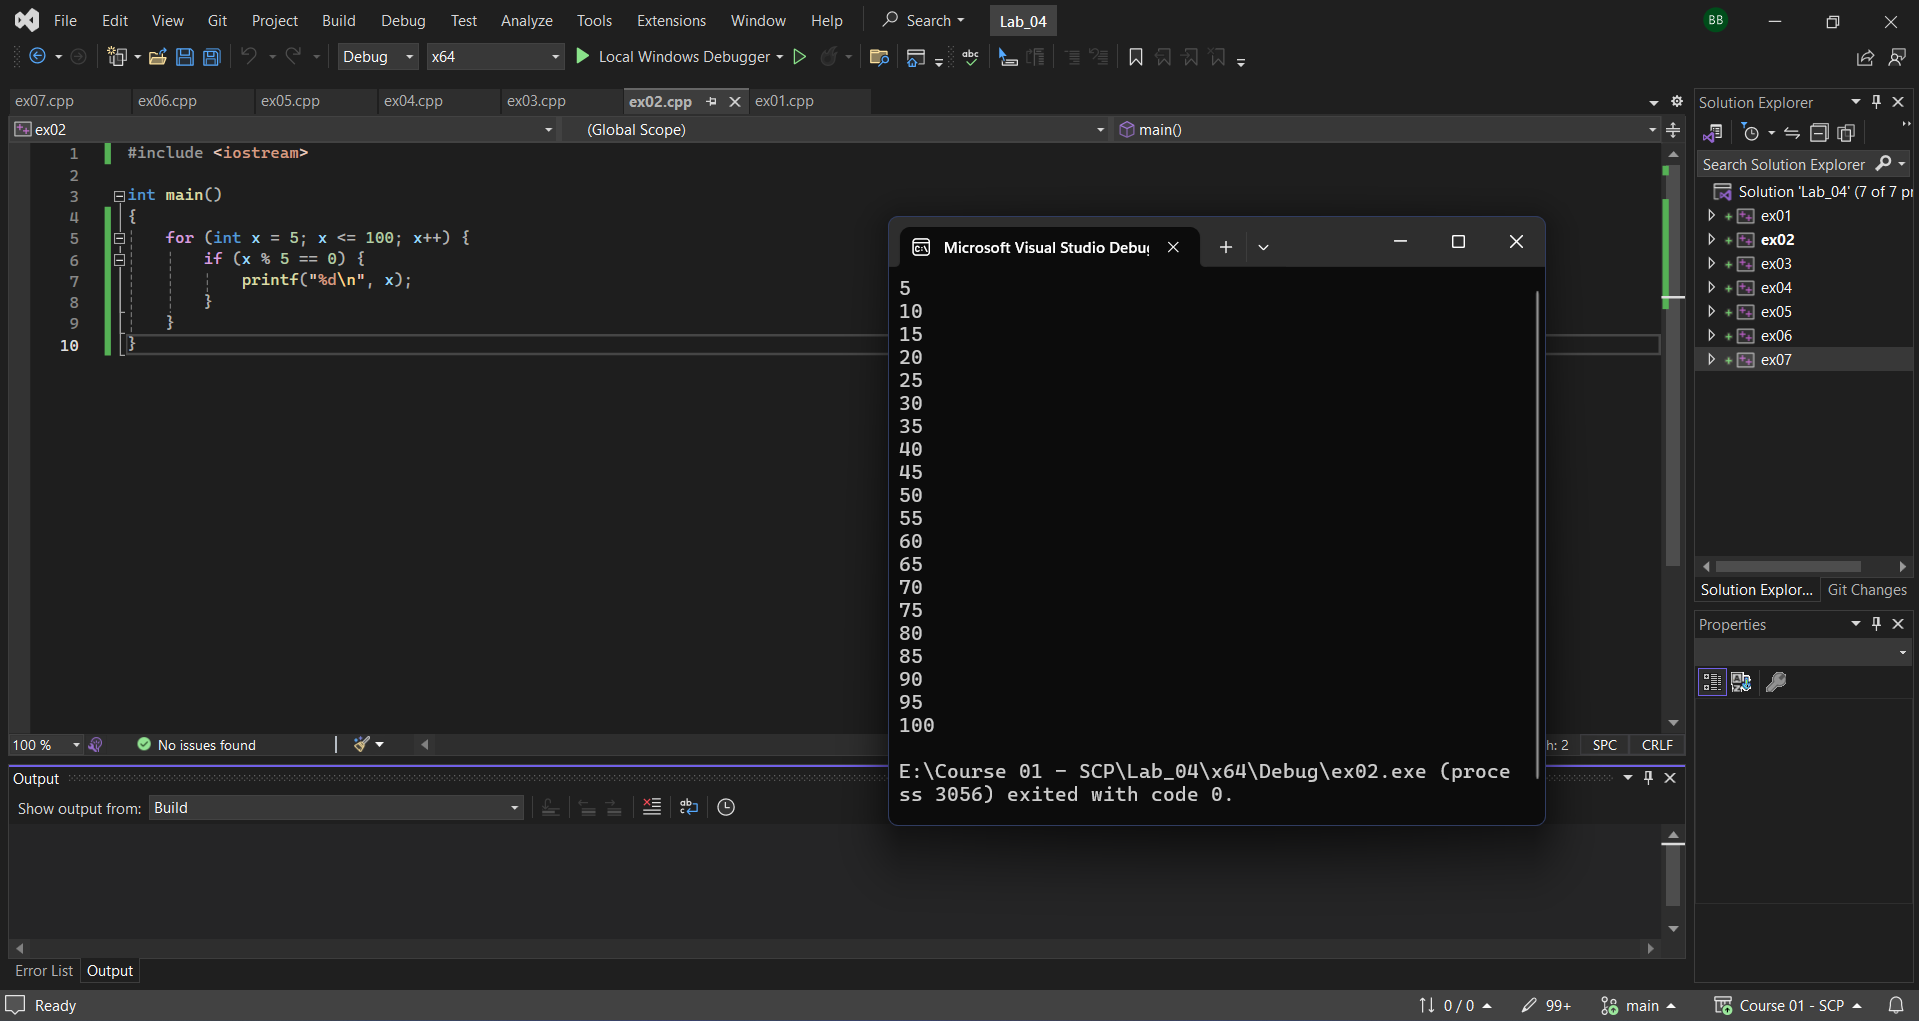 File Edit View Git Project Build Debug Test Analyze Tools Extensions Window Help Search Lab_04 BB
Debug x64 Local Windows Debugger
ex07.cpp ex06.cpp ex05.cpp ex04.cpp ex03.cpp ex02.cpp ex01.cpp
ex02 (Global Scope) main()
1 #include <iostream>
2
3 int main()
4 {
5 for (int x = 5; x <= 100; x++) {
6 if (x % 5 == 0) {
7 printf("%d\n", x);
8 }
9 }
10 }
100 % No issues found h: 2 SPC CRLF
Microsoft Visual Studio Debug
5
10
15
20
25
30
35
40
45
50
55
60
65
70
75
80
85
90
95
100
E:\Course 01 - SCP\Lab_04\x64\Debug\ex02.exe (proce
ss 3056) exited with code 0.
Solution Explorer
Search Solution Explorer
Solution 'Lab_04' (7 of 7 pr
ex01
ex02
ex03
ex04
ex05
ex06
ex07
Solution Explor... Git Changes
Properties
Output
Show output from: Build
Error List Output
Ready 0 / 0 99+ main Course 01 - SCP